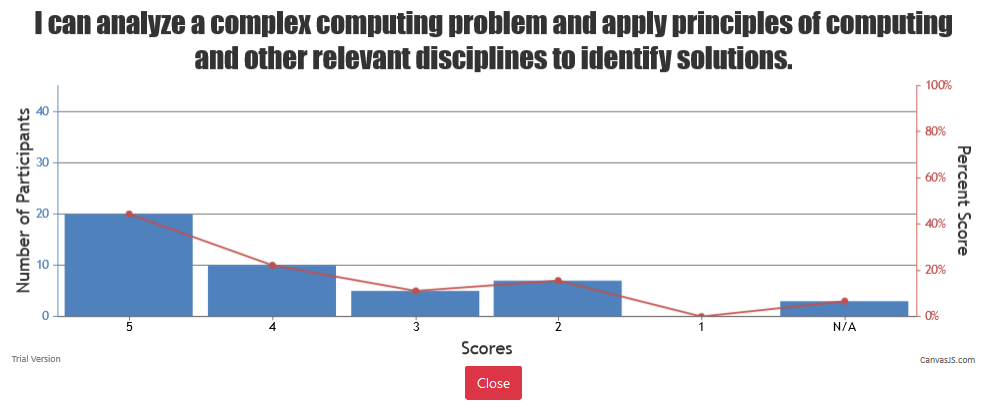 I can analyze a complex computing problem and apply principles of computing
and other relevant disciplines to identify solutions.
Number of Participants
40
30
20
10
0
100%
80%
60%
40%
20%
0%
Percent Score
5 4 3 2 1 N/A
Scores
Trial Version
CanvasJS.com
Close